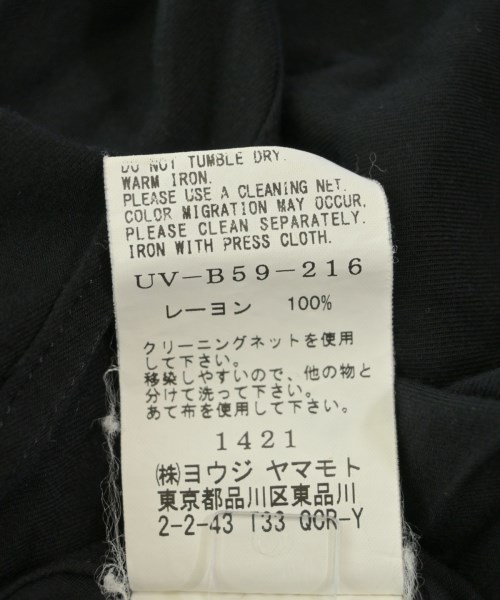 DO NOT TUMBLE DRY.
WARM IRON.
PLEASE USE A CLEANING NET.
COLOR MIGRATION MAY OCCUR.
PLEASE CLEAN SEPARATELY.
IRON WITH PRESS CLOTH.
UV-B59-216
レーヨン 100%
クリーニングネットを使用
して下さい。
移染しやすいので、他の物と
分けて洗って下さい。
あて布を使用して下さい。
1421
㈱ヨウジ ヤマモト
東京都品川区東品川
2-2-43 T33 QCR-Y